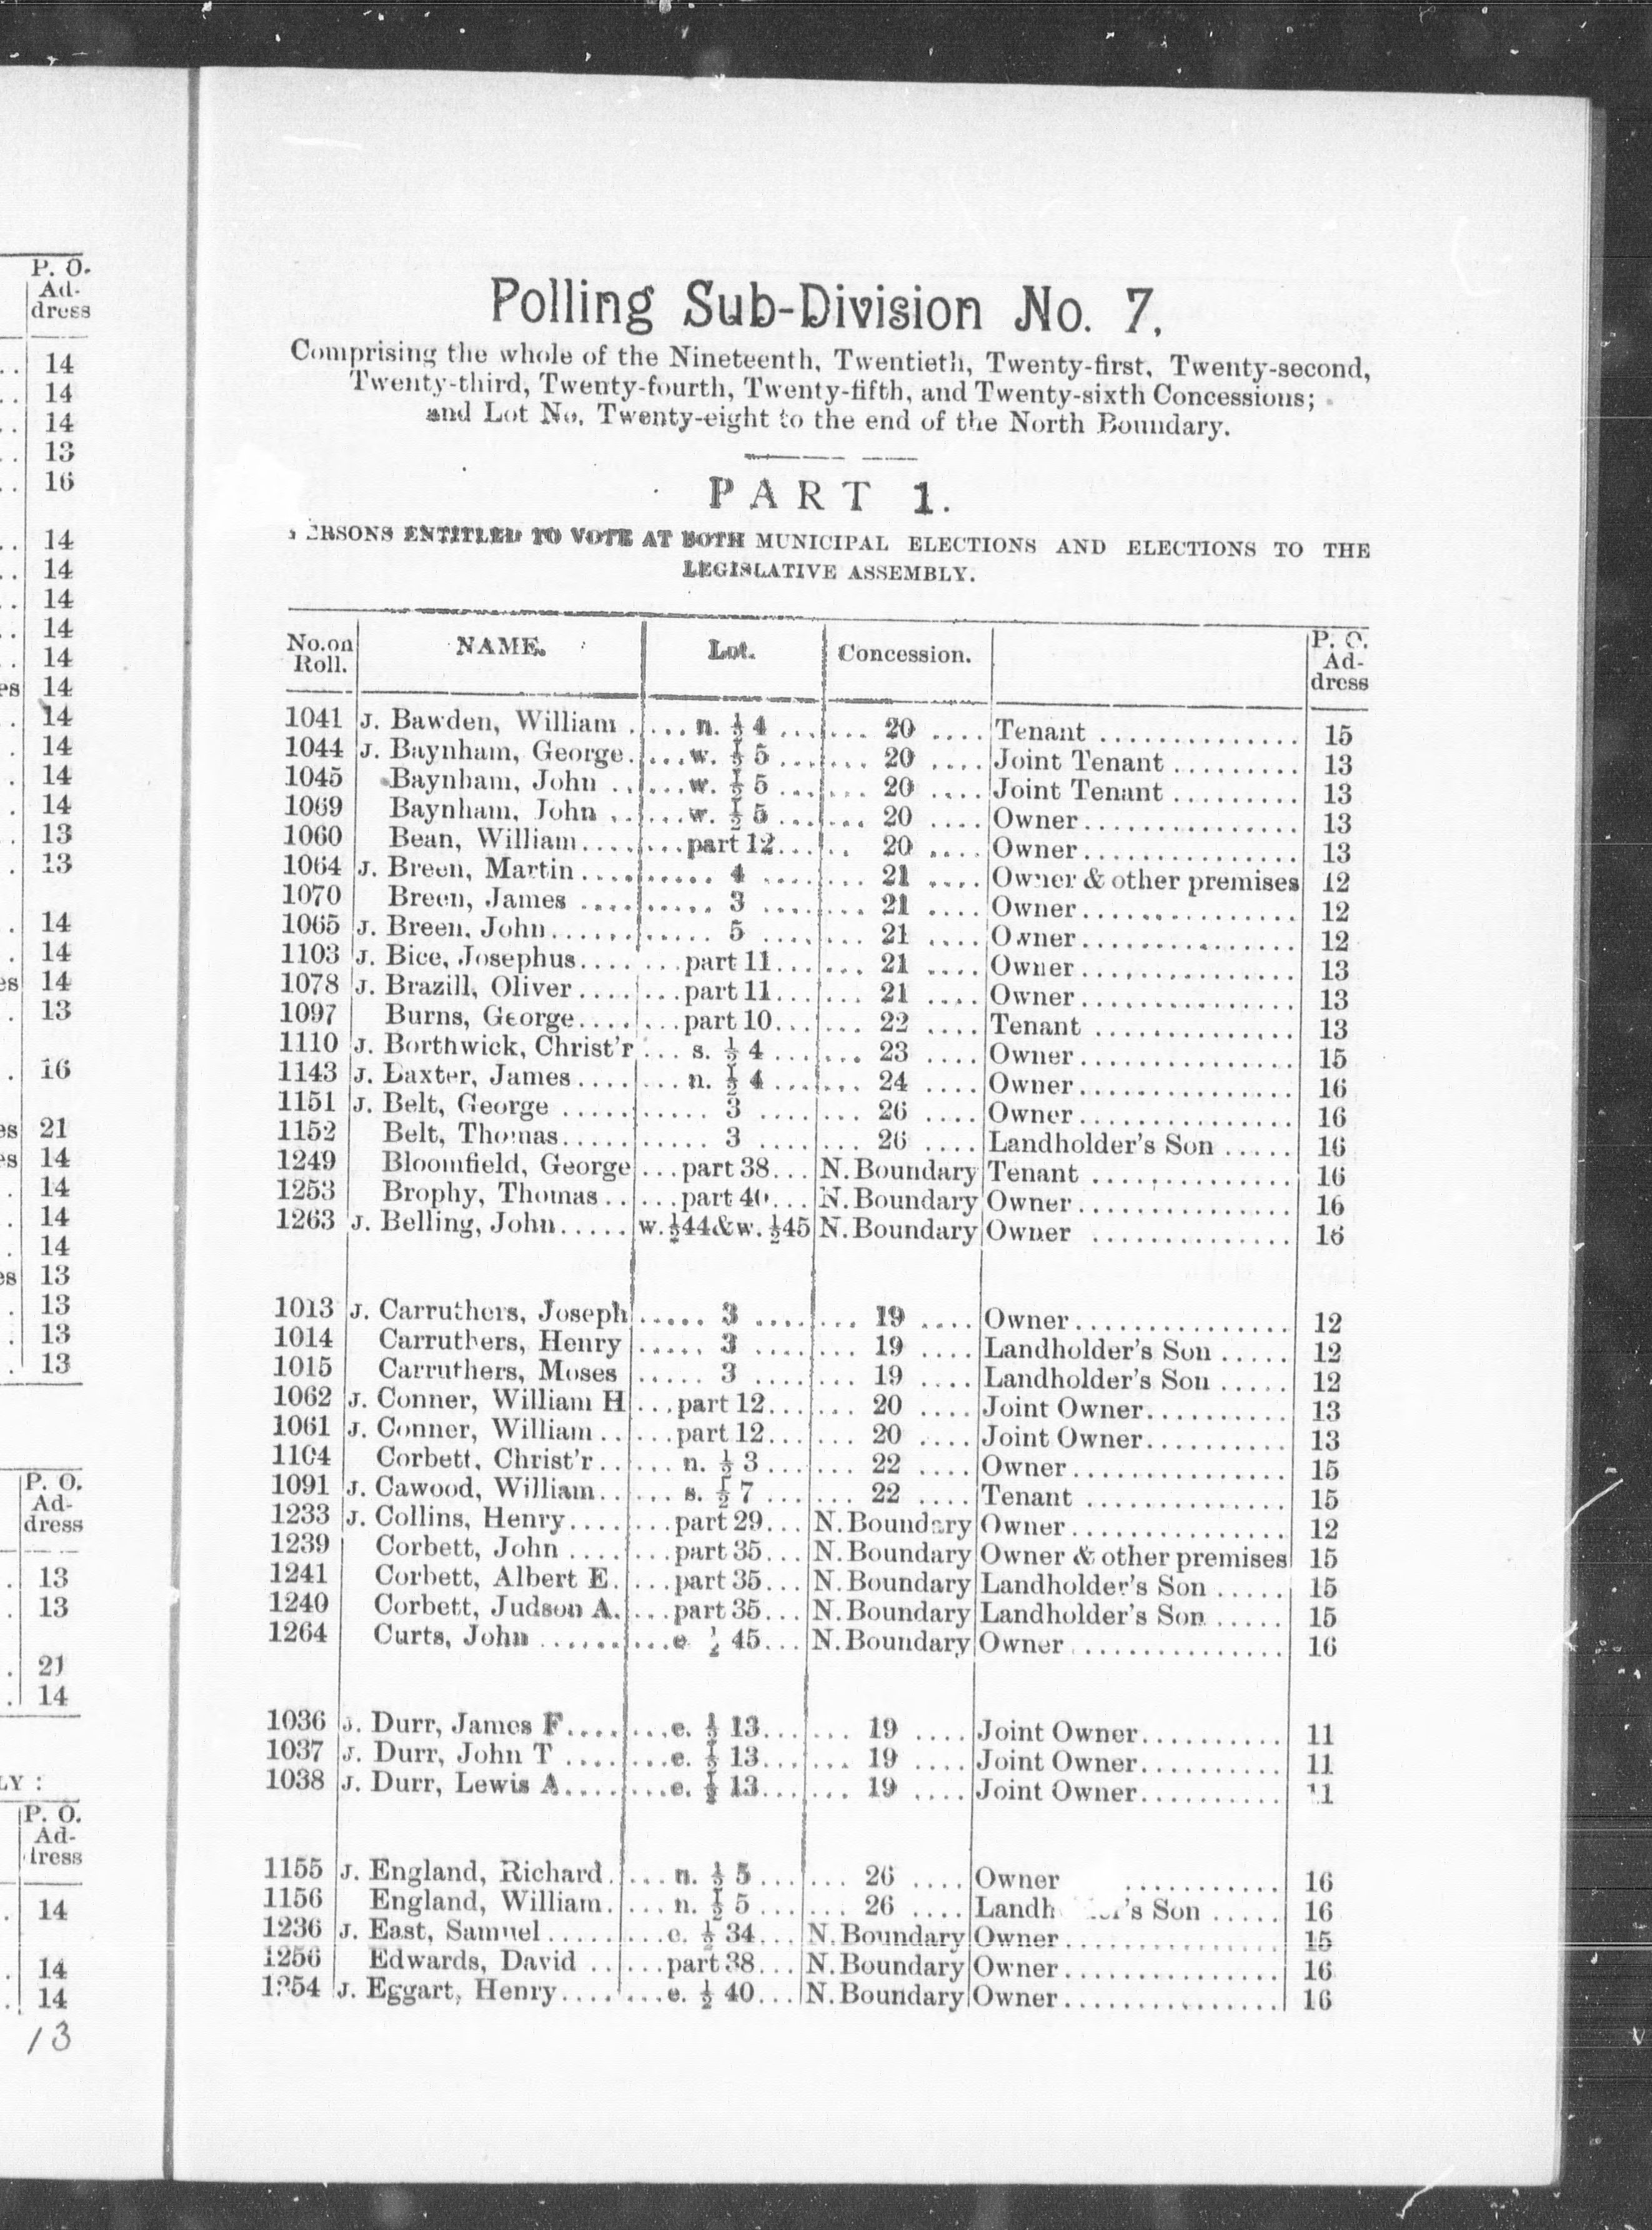 P. O.
Ad-
dress
.. 14
.. 14
.. 14
.. 13
.. 16
.. 14
.. 14
.. 14
.. 14
.. 14
es 14
. 14
. 14
. 14
. 14
. 13
. 13
. 14
. 14
es 14
. 13
. 16
es 21
es 14
. 14
. 14
. 14
es 13
. 13
. 13
. 13
P. O.
Ad-
dress
. 13
. 13
. 21
. 14
LY :
P. O.
Ad-
dress
. 14
. 14
. 14
13
Polling Sub-Division No. 7.
Comprising the whole of the Nineteenth, Twentieth, Twenty-first, Twenty-second,
Twenty-third, Twenty-fourth, Twenty-fifth, and Twenty-sixth Concessions;
and Lot No. Twenty-eight to the end of the North Boundary.
PART 1.
PERSONS ENTITLED TO VOTE AT BOTH MUNICIPAL ELECTIONS AND ELECTIONS TO THE
LEGISLATIVE ASSEMBLY.
No. on Roll. NAME. Lot. Concession. P. O. Ad-dress
1041 J. Bawden, William .... n. ½ 4 ...... 20 .... Tenant .............. 15
1044 J. Baynham, George .... w. ½ 5 ...... 20 .... Joint Tenant ......... 13
1045 Baynham, John ...... w. ½ 5 ...... 20 .... Joint Tenant ......... 13
1069 Baynham, John ..... w. ½ 5 ...... 20 .... Owner ............... 13
1060 Bean, William ....... part 12 ..... 20 .... Owner ............... 13
1064 J. Breen, Martin ......... 4 ....... 21 .... Owner & other premises 12
1070 Breen, James ......... 3 ....... 21 .... Owner ............... 12
1065 J. Breen, John ........... 5 ....... 21 .... Owner ............... 12
1103 J. Bice, Josephus ....... part 11 ...... 21 .... Owner ............... 13
1078 J. Brazill, Oliver ....... part 11 ...... 21 .... Owner ............... 13
1097 Burns, George ....... part 10 ...... 22 .... Tenant .............. 13
1110 J. Borthwick, Christ'r ... s. ½ 4 ...... 23 .... Owner ............... 15
1143 J. Baxter, James ....... n. ½ 4 ...... 24 .... Owner ............... 16
1151 J. Belt, George .......... 3 ....... 26 .... Owner ............... 16
1152 Belt, Thomas .......... 3 ....... 26 .... Landholder's Son ..... 16
1249 Bloomfield, George ... part 38 ... N. Boundary Tenant .............. 16
1253 Brophy, Thomas ..... part 40 ... N. Boundary Owner ............... 16
1263 J. Belling, John ..... w. ½ 44 & w. ½ 45 N. Boundary Owner .............. 16
1013 J. Carruthers, Joseph ..... 3 ....... 19 .... Owner ............... 12
1014 Carruthers, Henry ..... 3 ....... 19 .... Landholder's Son ..... 12
1015 Carruthers, Moses ..... 3 ....... 19 .... Landholder's Son ..... 12
1062 J. Conner, William H ... part 12 ...... 20 .... Joint Owner .......... 13
1061 J. Conner, William ..... part 12 ...... 20 .... Joint Owner .......... 13
1104 Corbett, Christ'r ..... n. ½ 3 ...... 22 .... Owner ............... 15
1091 J. Cawood, William ..... s. ½ 7 ...... 22 .... Tenant .............. 15
1233 J. Collins, Henry ....... part 29 ... N. Boundary Owner ............... 12
1239 Corbett, John ....... part 35 ... N. Boundary Owner & other premises 15
1241 Corbett, Albert E. ... part 35 ... N. Boundary Landholder's Son ..... 15
1240 Corbett, Judson A. ... part 35 ... N. Boundary Landholder's Son ..... 15
1264 Curts, John ......... e ½ 45 ... N. Boundary Owner .............. 16
1036 J. Durr, James F ....... e. ½ 13 ...... 19 .... Joint Owner .......... 11
1037 J. Durr, John T ....... e. ½ 13 ...... 19 .... Joint Owner .......... 11
1038 J. Durr, Lewis A ....... e. ½ 13 ...... 19 .... Joint Owner .......... 11
1155 J. England, Richard .... n. ½ 5 ...... 26 .... Owner ........... 16
1156 England, William .... n. ½ 5 ...... 26 .... Landholder's Son ..... 16
1236 J. East, Samuel ........ e. ½ 34 ... N. Boundary Owner ............... 15
1256 Edwards, David ..... part 38 ... N. Boundary Owner ............... 16
1254 J. Eggart, Henry ....... e. ½ 40 ... N. Boundary Owner ............... 16